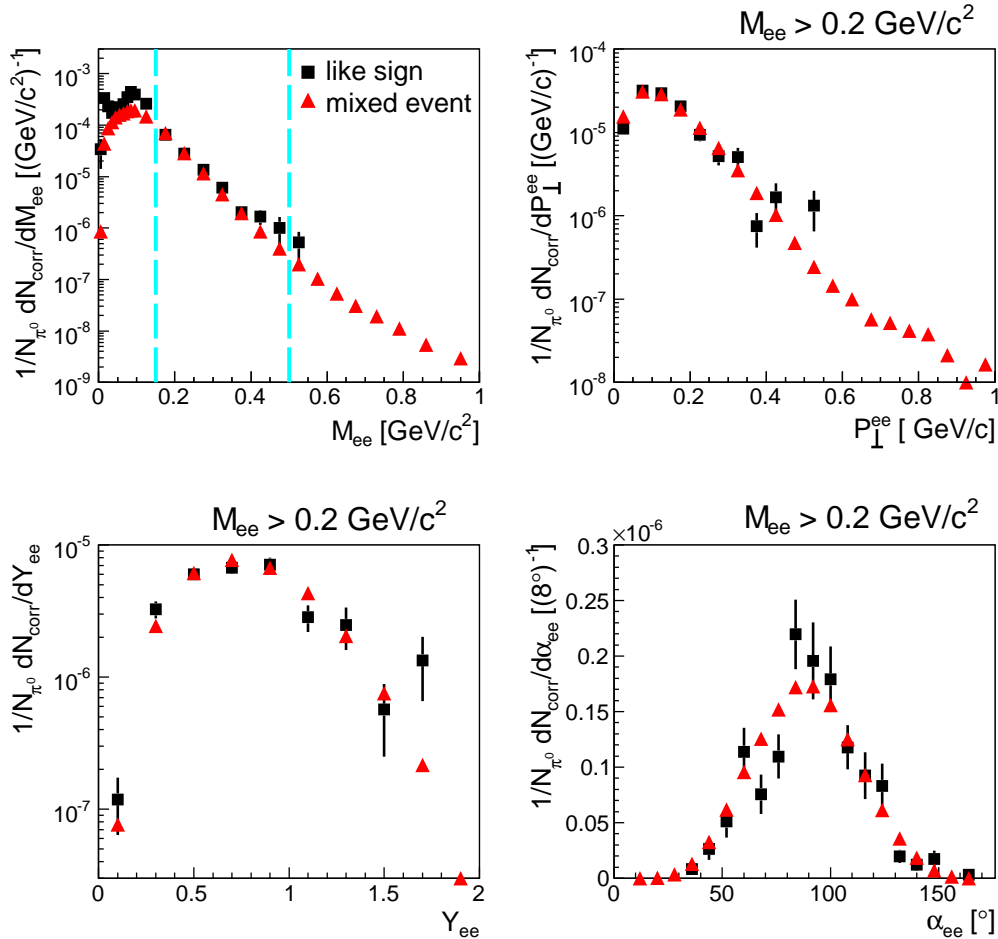 1/N_π⁰ dN_corr/dM_ee [(GeV/c²)⁻¹]
10⁻³
10⁻⁴
10⁻⁵
10⁻⁶
10⁻⁷
10⁻⁸
10⁻⁹
like sign
mixed event
0 0.2 0.4 0.6 0.8 1
M_ee [GeV/c²]
M_ee > 0.2 GeV/c²
1/N_π⁰ dN_corr/dP_⊥^ee [(GeV/c)⁻¹]
10⁻⁴
10⁻⁵
10⁻⁶
10⁻⁷
10⁻⁸
0 0.2 0.4 0.6 0.8 1
P_⊥^ee [ GeV/c]
M_ee > 0.2 GeV/c²
1/N_π⁰ dN_corr/dY_ee
10⁻⁵
10⁻⁶
10⁻⁷
0 0.5 1 1.5 2
Y_ee
M_ee > 0.2 GeV/c²
×10⁻⁶
1/N_π⁰ dN_corr/dα_ee [(8°)⁻¹]
0.3
0.25
0.2
0.15
0.1
0.05
0
0 50 100 150
α_ee [°]